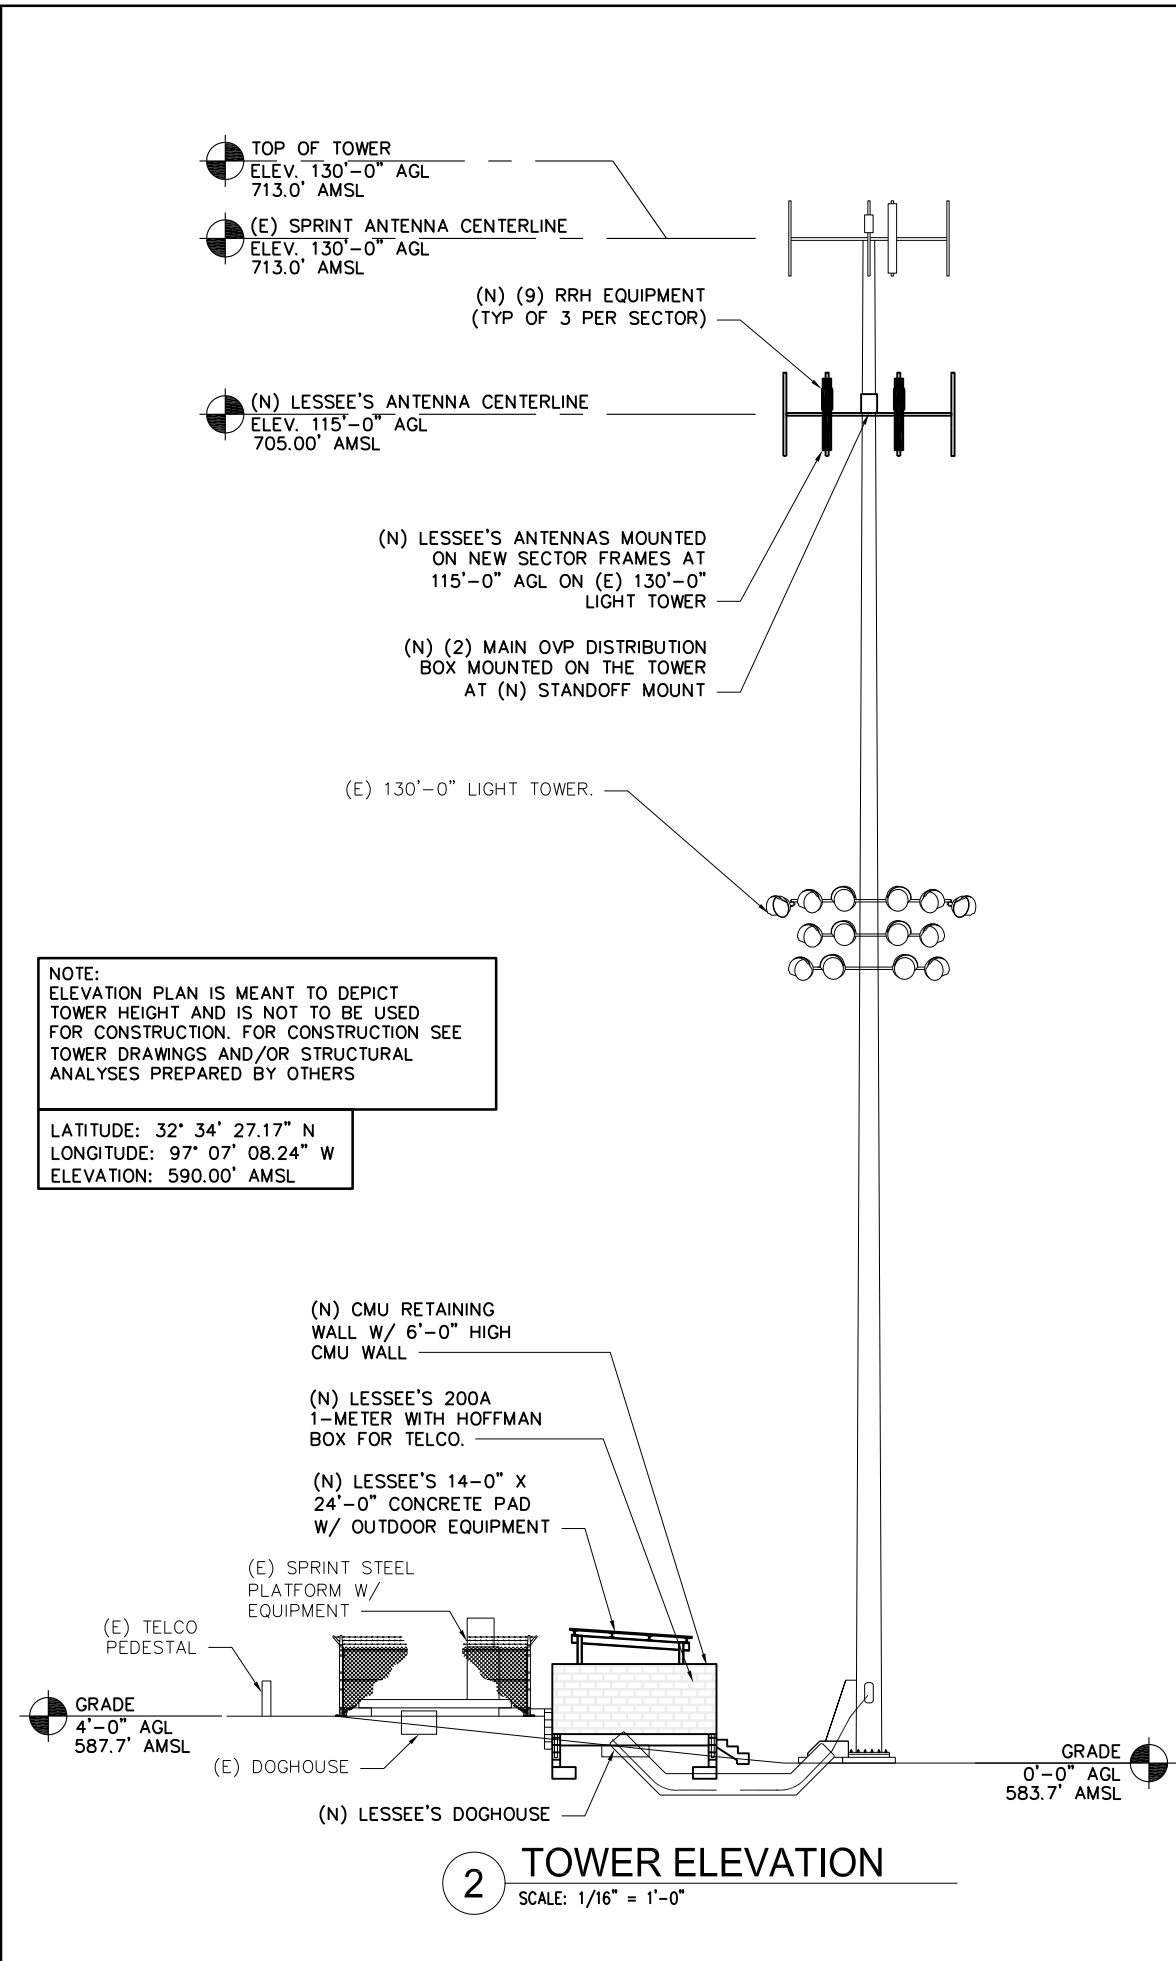 TOP OF TOWER
ELEV. 130'-0" AGL
713.0' AMSL
(E) SPRINT ANTENNA CENTERLINE
ELEV. 130'-0" AGL
713.0' AMSL
(N) (9) RRH EQUIPMENT
(TYP OF 3 PER SECTOR)
(N) LESSEE'S ANTENNA CENTERLINE
ELEV. 115'-0" AGL
705.00' AMSL
(N) LESSEE'S ANTENNAS MOUNTED
ON NEW SECTOR FRAMES AT
115'-0" AGL ON (E) 130'-0"
LIGHT TOWER
(N) (2) MAIN OVP DISTRIBUTION
BOX MOUNTED ON THE TOWER
AT (N) STANDOFF MOUNT
(E) 130'-0" LIGHT TOWER.
NOTE:
ELEVATION PLAN IS MEANT TO DEPICT
TOWER HEIGHT AND IS NOT TO BE USED
FOR CONSTRUCTION. FOR CONSTRUCTION SEE
TOWER DRAWINGS AND/OR STRUCTURAL
ANALYSES PREPARED BY OTHERS
LATITUDE: 32° 34' 27.17" N
LONGITUDE: 97° 07' 08.24" W
ELEVATION: 590.00' AMSL
(N) CMU RETAINING
WALL W/ 6'-0" HIGH
CMU WALL
(N) LESSEE'S 200A
1-METER WITH HOFFMAN
BOX FOR TELCO.
(N) LESSEE'S 14-0" X
24'-0" CONCRETE PAD
W/ OUTDOOR EQUIPMENT
(E) SPRINT STEEL
PLATFORM W/
EQUIPMENT
(E) TELCO
PEDESTAL
GRADE
4'-0" AGL
587.7' AMSL
(E) DOGHOUSE
(N) LESSEE'S DOGHOUSE
GRADE
0'-0" AGL
583.7' AMSL
2 TOWER ELEVATION
SCALE: 1/16" = 1'-0"